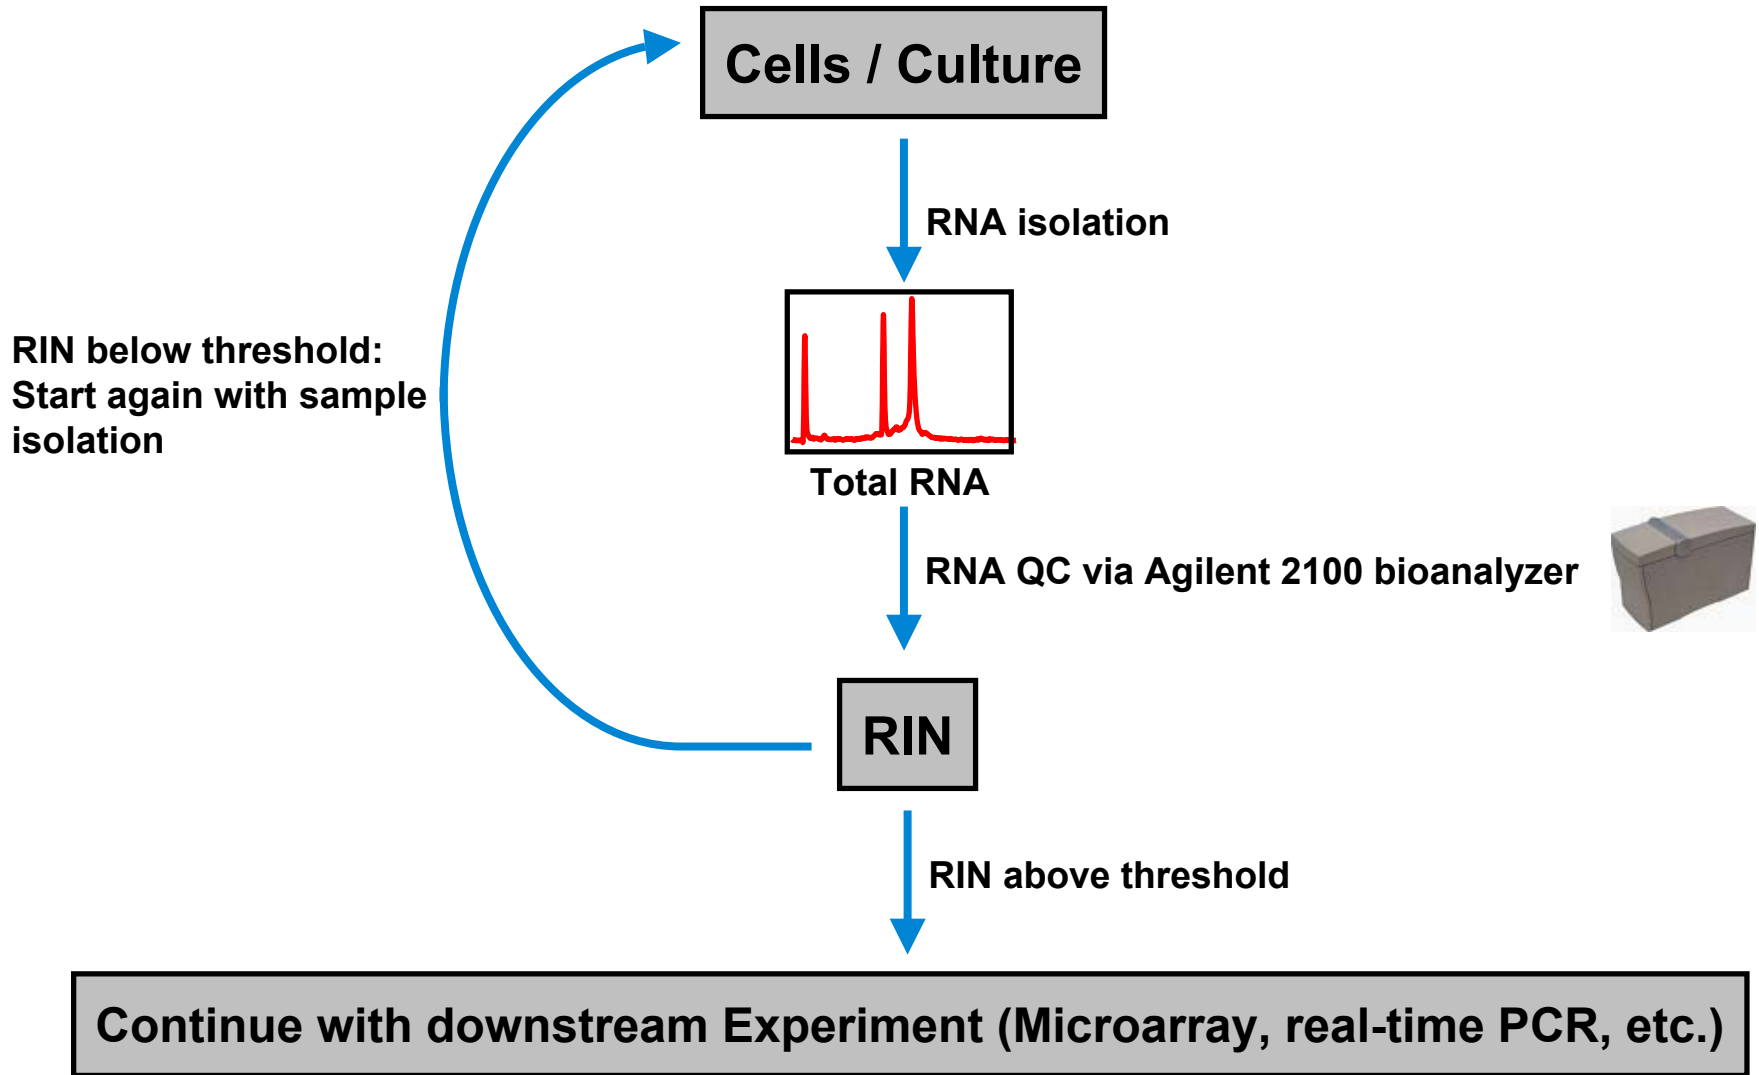 Cells / Culture
RNA isolation
RIN below threshold:
Start again with sample
isolation
Total RNA
RNA QC via Agilent 2100 bioanalyzer
RIN
RIN above threshold
Continue with downstream Experiment (Microarray, real-time PCR, etc.)